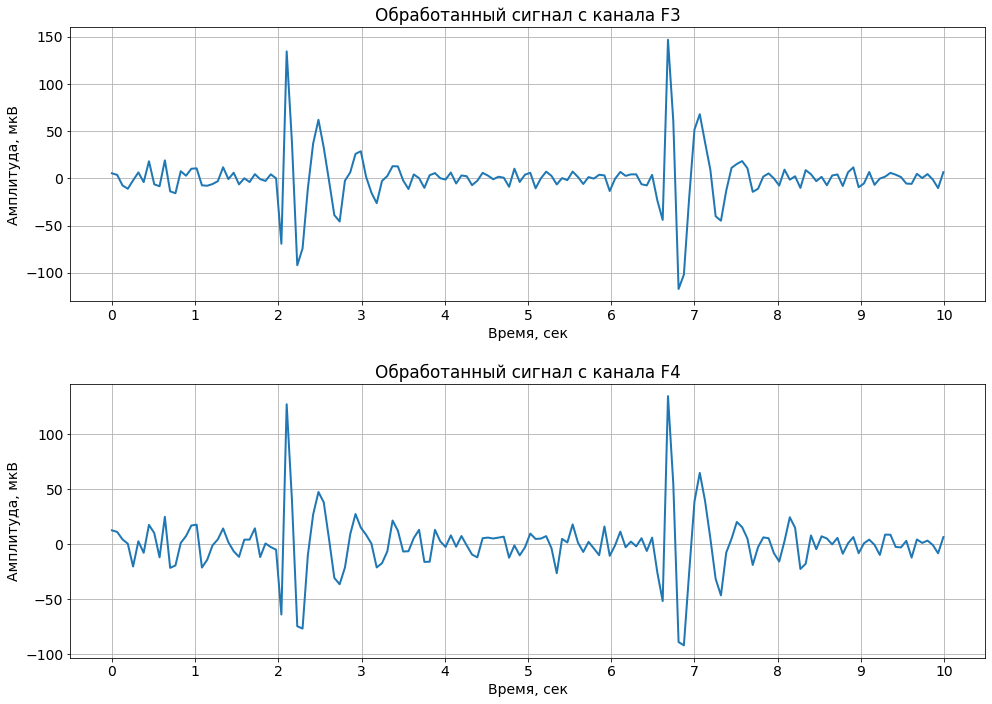 Обработанный сигнал с канала F3
Амплитуда, мкВ
150
100
50
0
−50
−100
0 1 2 3 4 5 6 7 8 9 10
Время, сек
Обработанный сигнал с канала F4
Амплитуда, мкВ
100
50
0
−50
−100
0 1 2 3 4 5 6 7 8 9 10
Время, сек